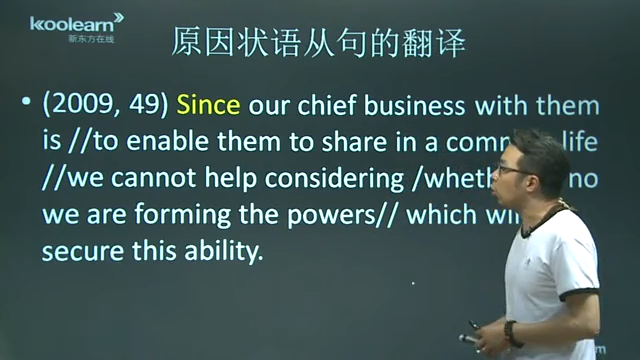 koolearn
新东方在线
原因状语从句的翻译
• (2009, 49) Since our chief business with them
is //to enable them to share in a life
//we cannot help considering / no
we are forming the powers// which
secure this ability.